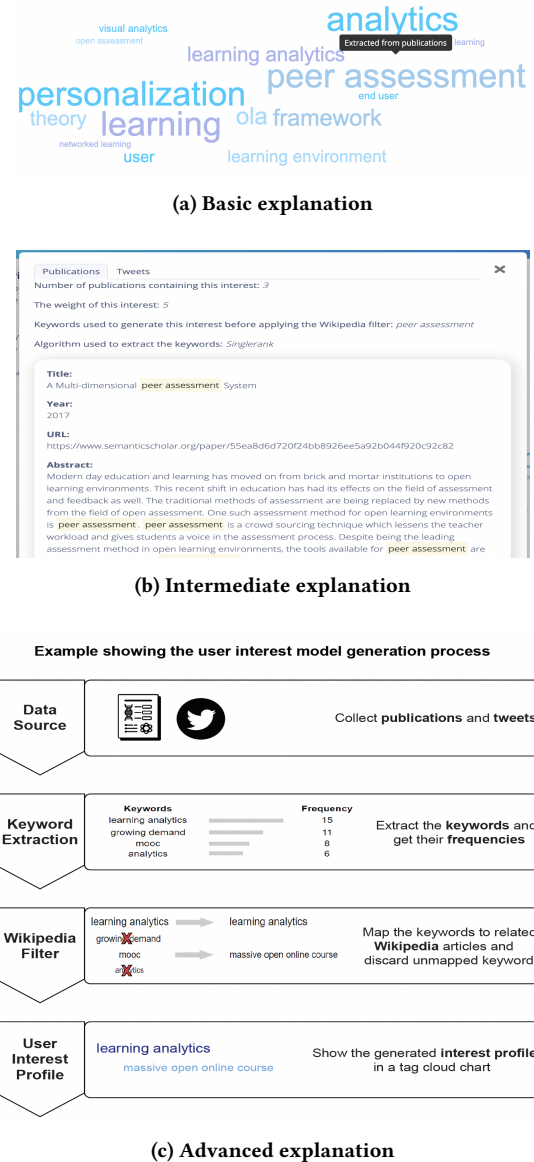 analytics
visual analytics
open assessment
Extracted from publications
learning
learning analytics
peer assessment
personalization
end user
theory
learning
ola
framework
networked learning
user
learning environment
(a) Basic explanation
Publications
Tweets
Number of publications containing this interest: 3
The weight of this interest: 5
Keywords used to generate this interest before applying the Wikipedia filter: peer assessment
Algorithm used to extract the keywords: Singlerank
Title:
A Multi-dimensional peer assessment System
Year:
2017
URL:
https://www.semanticscholar.org/paper/55ea8d6d720f24bb8926ee5a92b044f920c92c82
Abstract:
Modern day education and learning has moved on from brick and mortar institutions to open
learning environments. This recent shift in education has had its effects on the field of assessment
and feedback as well. The traditional methods of assessment are being replaced by new methods
from the field of open assessment. One such assessment method for open learning environments
is peer assessment. peer assessment is a crowd sourcing technique which lessens the teacher
workload and gives students a voice in the assessment process. Despite being the leading
assessment method in open learning environments, the tools available for peer assessment are
(b) Intermediate explanation
Example showing the user interest model generation process
Data
Source
Collect publications and tweets
Keyword
Extraction
Keywords Frequency
learning analytics 15
growing demand 11
mooc 8
analytics 6
Extract the keywords and
get their frequencies
Wikipedia
Filter
learning analytics learning analytics
growing demand
mooc massive open online course
analytics
Map the keywords to related
Wikipedia articles and
discard unmapped keyword
User
Interest
Profile
learning analytics
massive open online course
Show the generated interest profile
in a tag cloud chart
(c) Advanced explanation